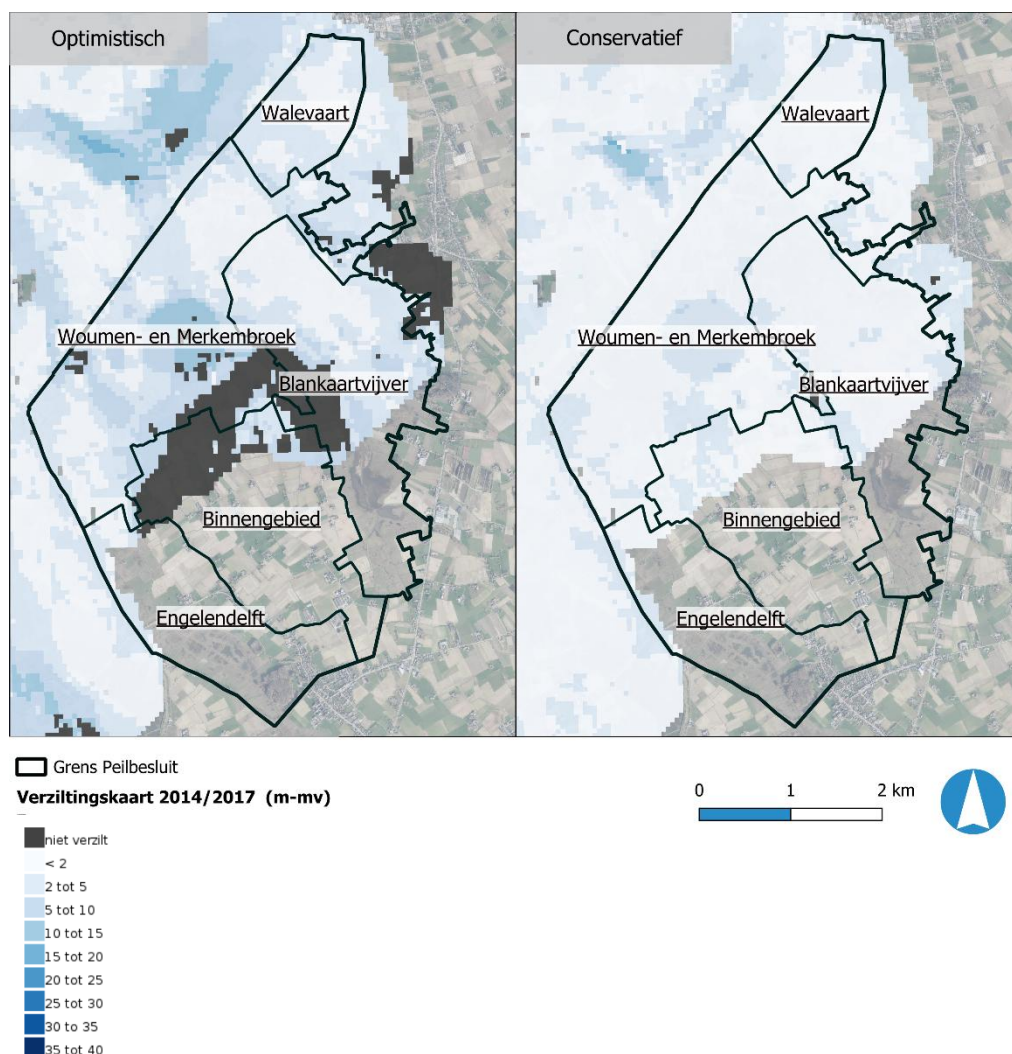 Optimistisch
Conservatief
Walevaart
Walevaart
Woumen- en Merkembroek
Woumen- en Merkembroek
Blankaartvijver
Blankaartvijver
Binnengebied
Binnengebied
Engelendelft
Engelendelft
Grens Peilbesluit
Verziltingskaart 2014/2017 (m-mv)
0 1 2 km
niet verzilt
< 2
2 tot 5
5 tot 10
10 tot 15
15 tot 20
20 tot 25
25 tot 30
30 to 35
35 tot 40